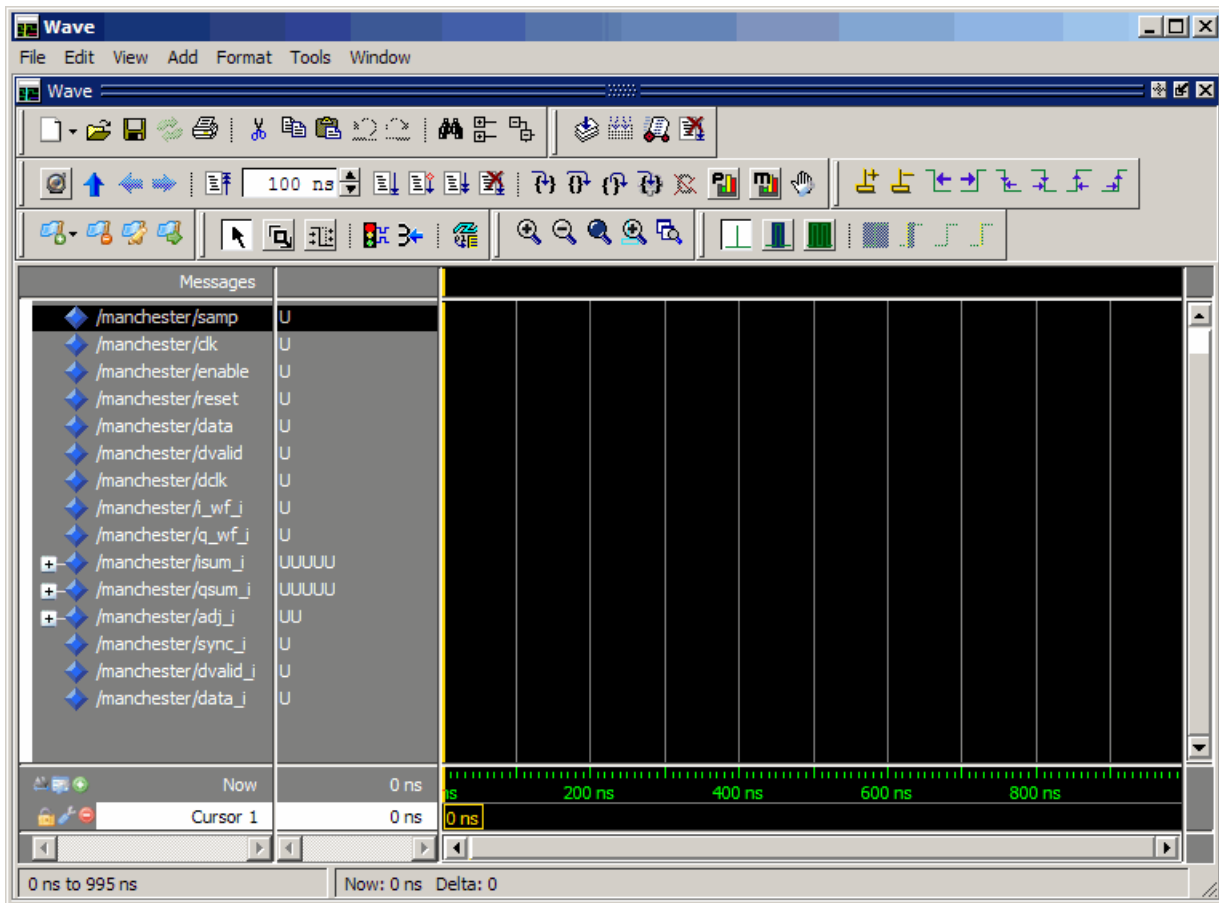 Wave
File Edit View Add Format Tools Window
Wave
100 ns
Messages
/manchester/samp U
/manchester/clk U
/manchester/enable U
/manchester/reset U
/manchester/data U
/manchester/dvalid U
/manchester/dclk U
/manchester/i_wf_i U
/manchester/q_wf_i U
/manchester/isum_i UUUUU
/manchester/qsum_i UUUUU
/manchester/adj_i UU
/manchester/sync_i U
/manchester/dvalid_i U
/manchester/data_i U
Now 0 ns ns 200 ns 400 ns 600 ns 800 ns
Cursor 1 0 ns 0 ns
0 ns to 995 ns Now: 0 ns Delta: 0